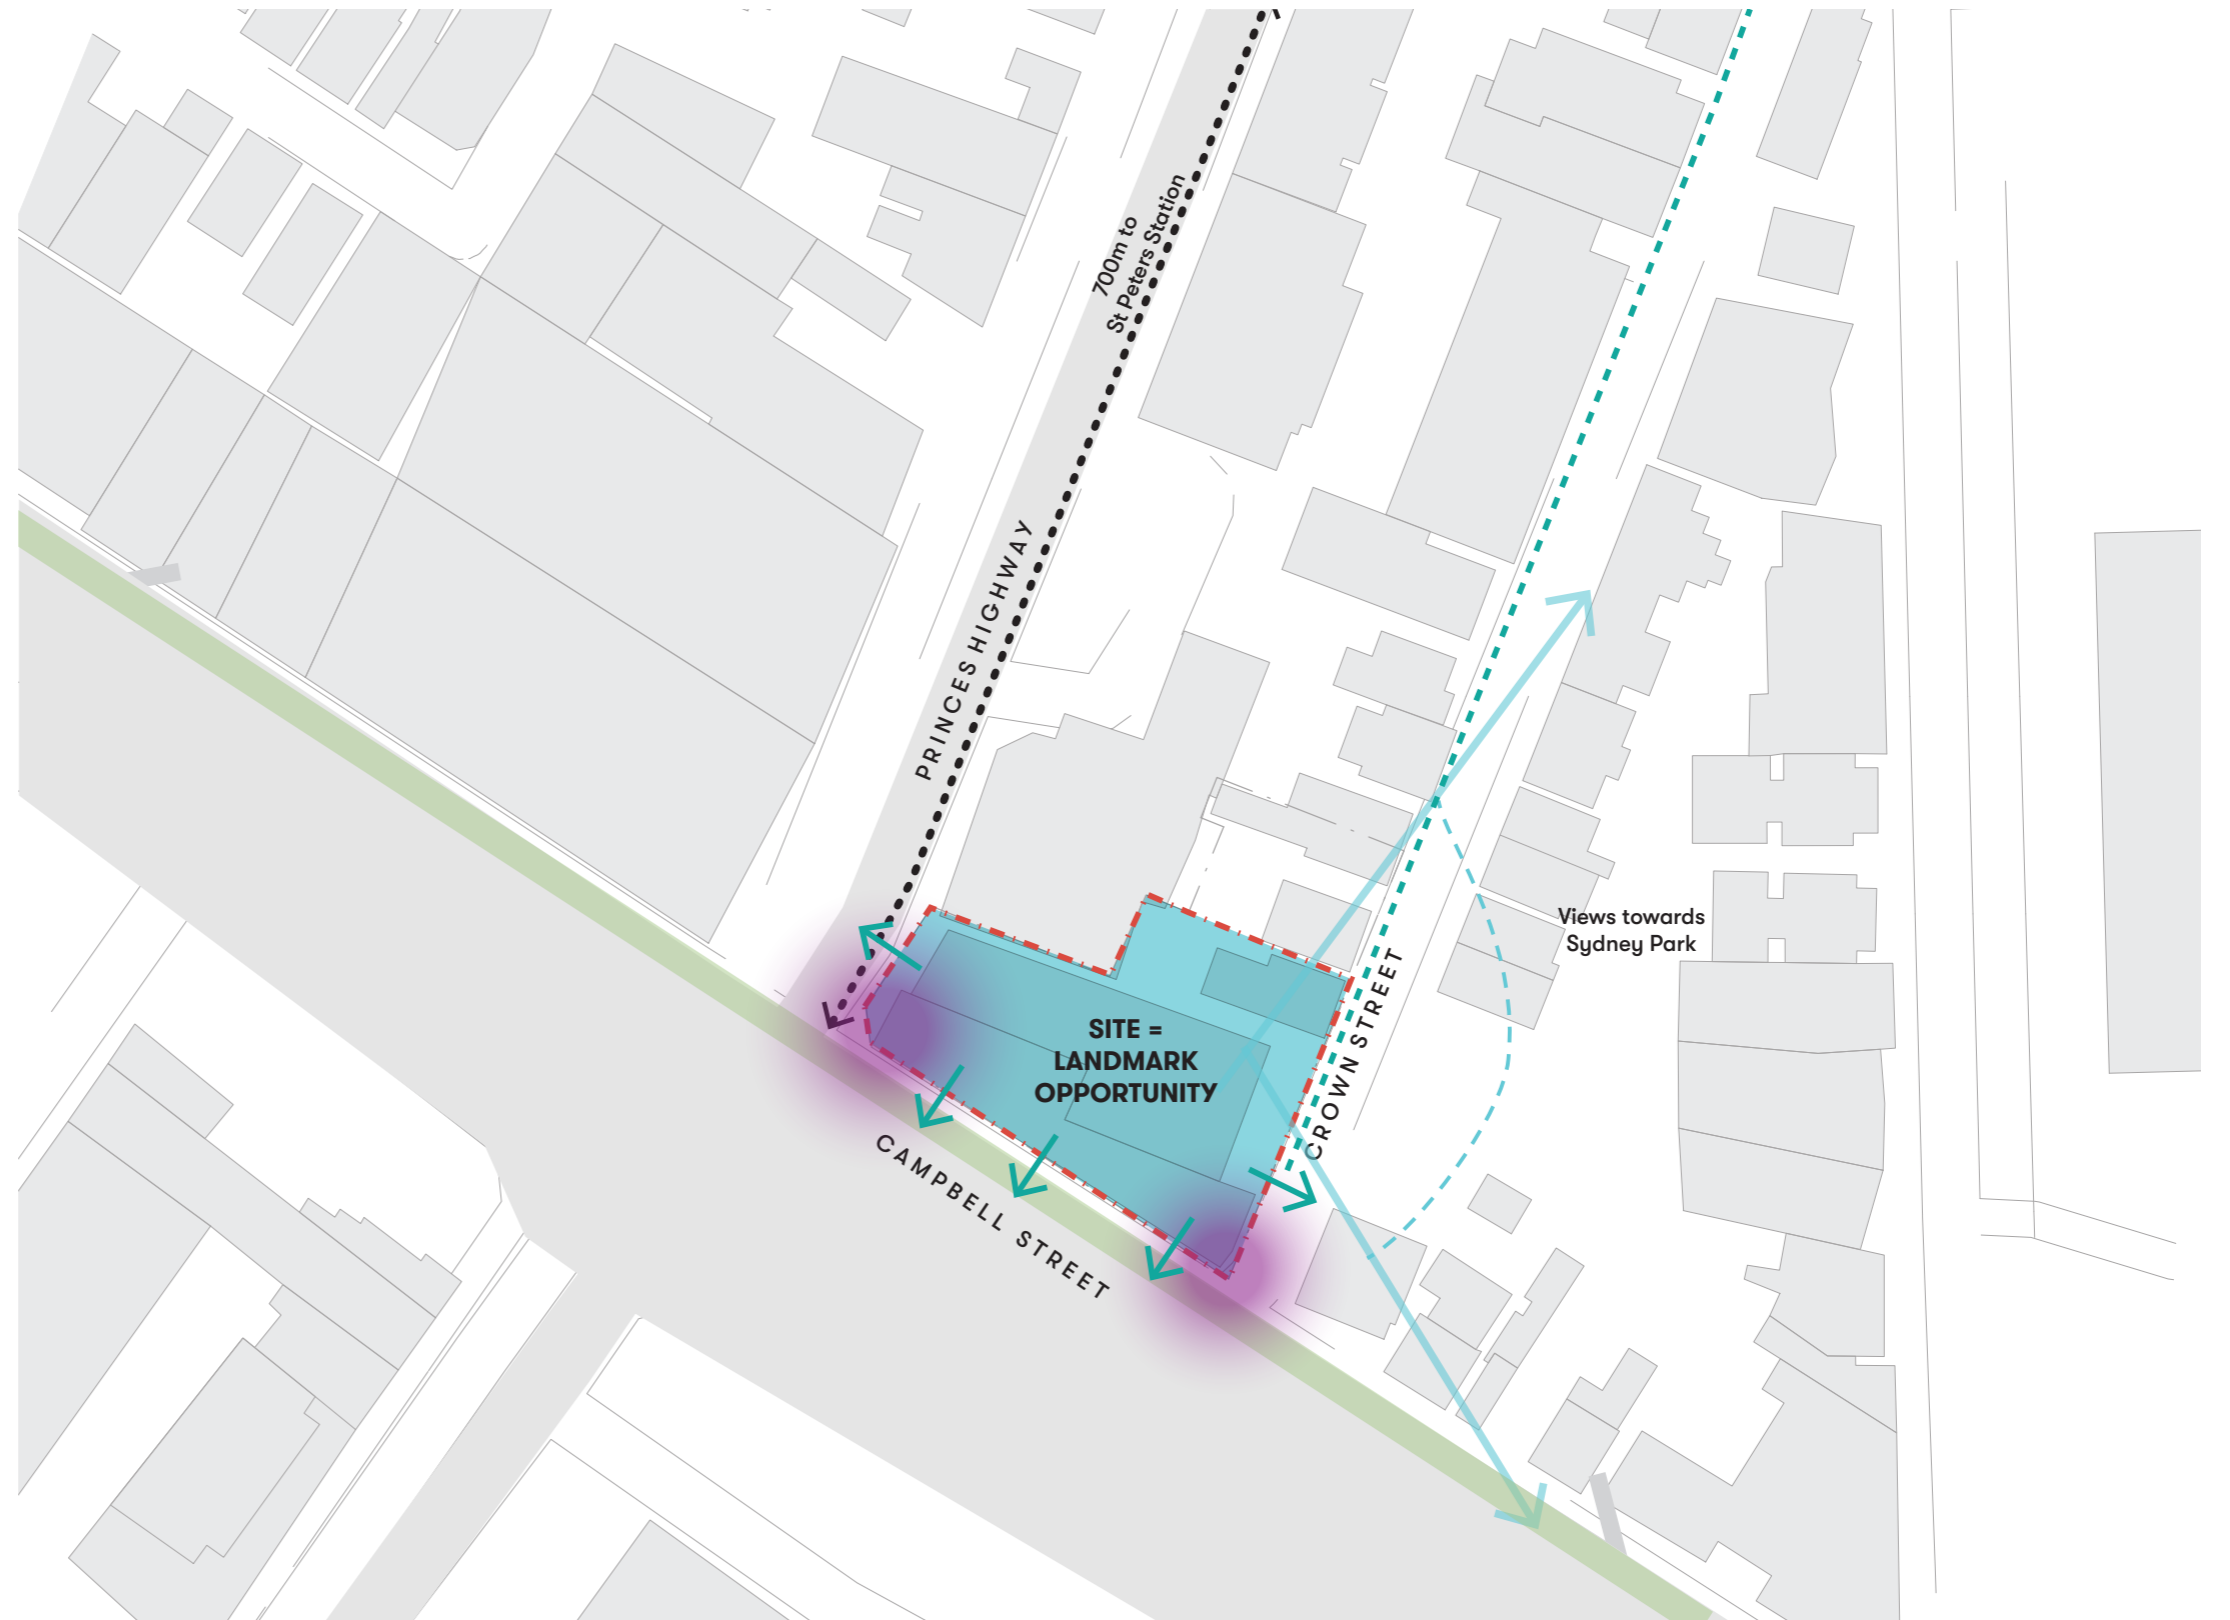 700m to
St Peters Station
PRINCES HIGHWAY
Views towards
Sydney Park
SITE =
LANDMARK
OPPORTUNITY
CROWN STREET
CAMPBELL STREET